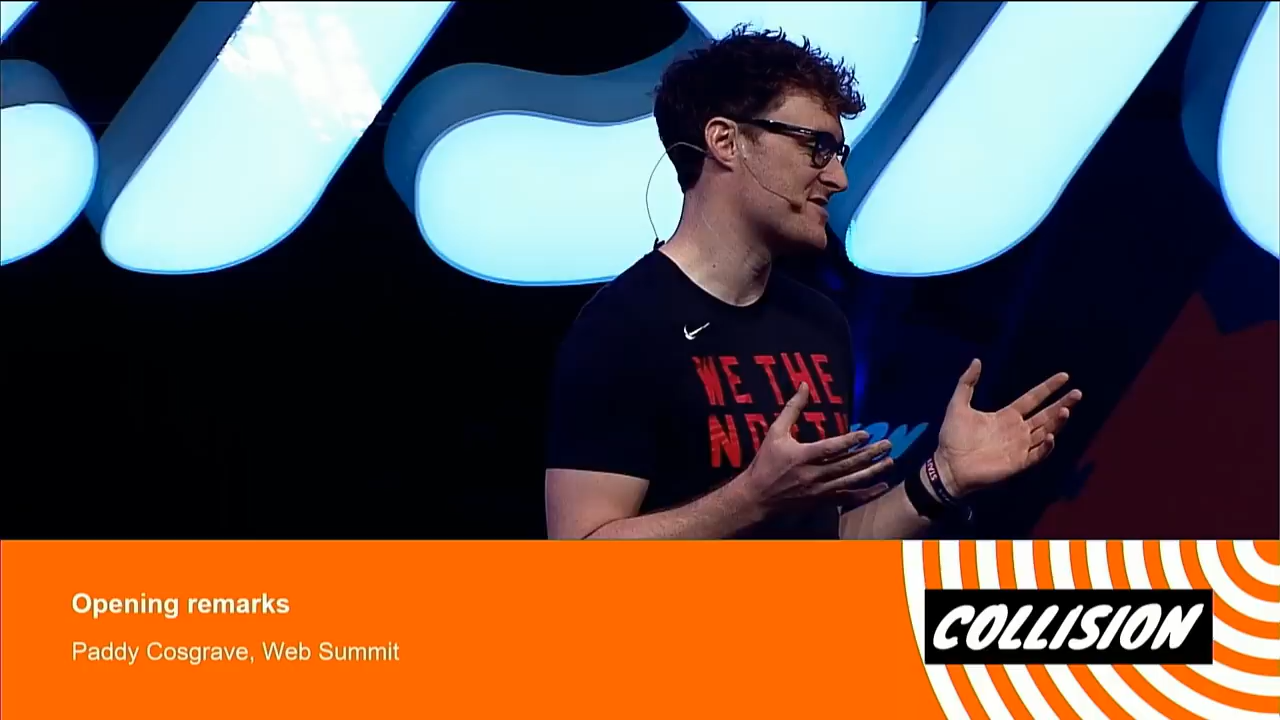 WE THE
Opening remarks
Paddy Cosgrave, Web Summit
COLLISION